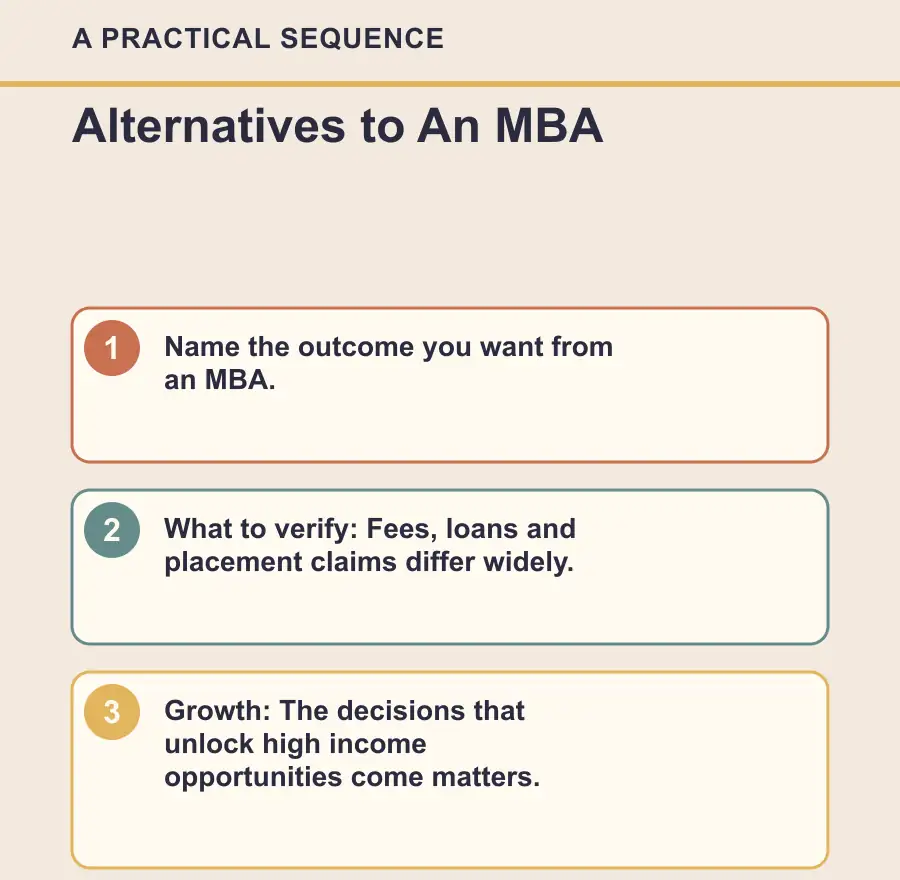 A PRACTICAL SEQUENCE
Alternatives to An MBA
1
Name the outcome you want from
an MBA.
2
What to verify: Fees, loans and
placement claims differ widely.
3
Growth: The decisions that
unlock high income
opportunities come matters.